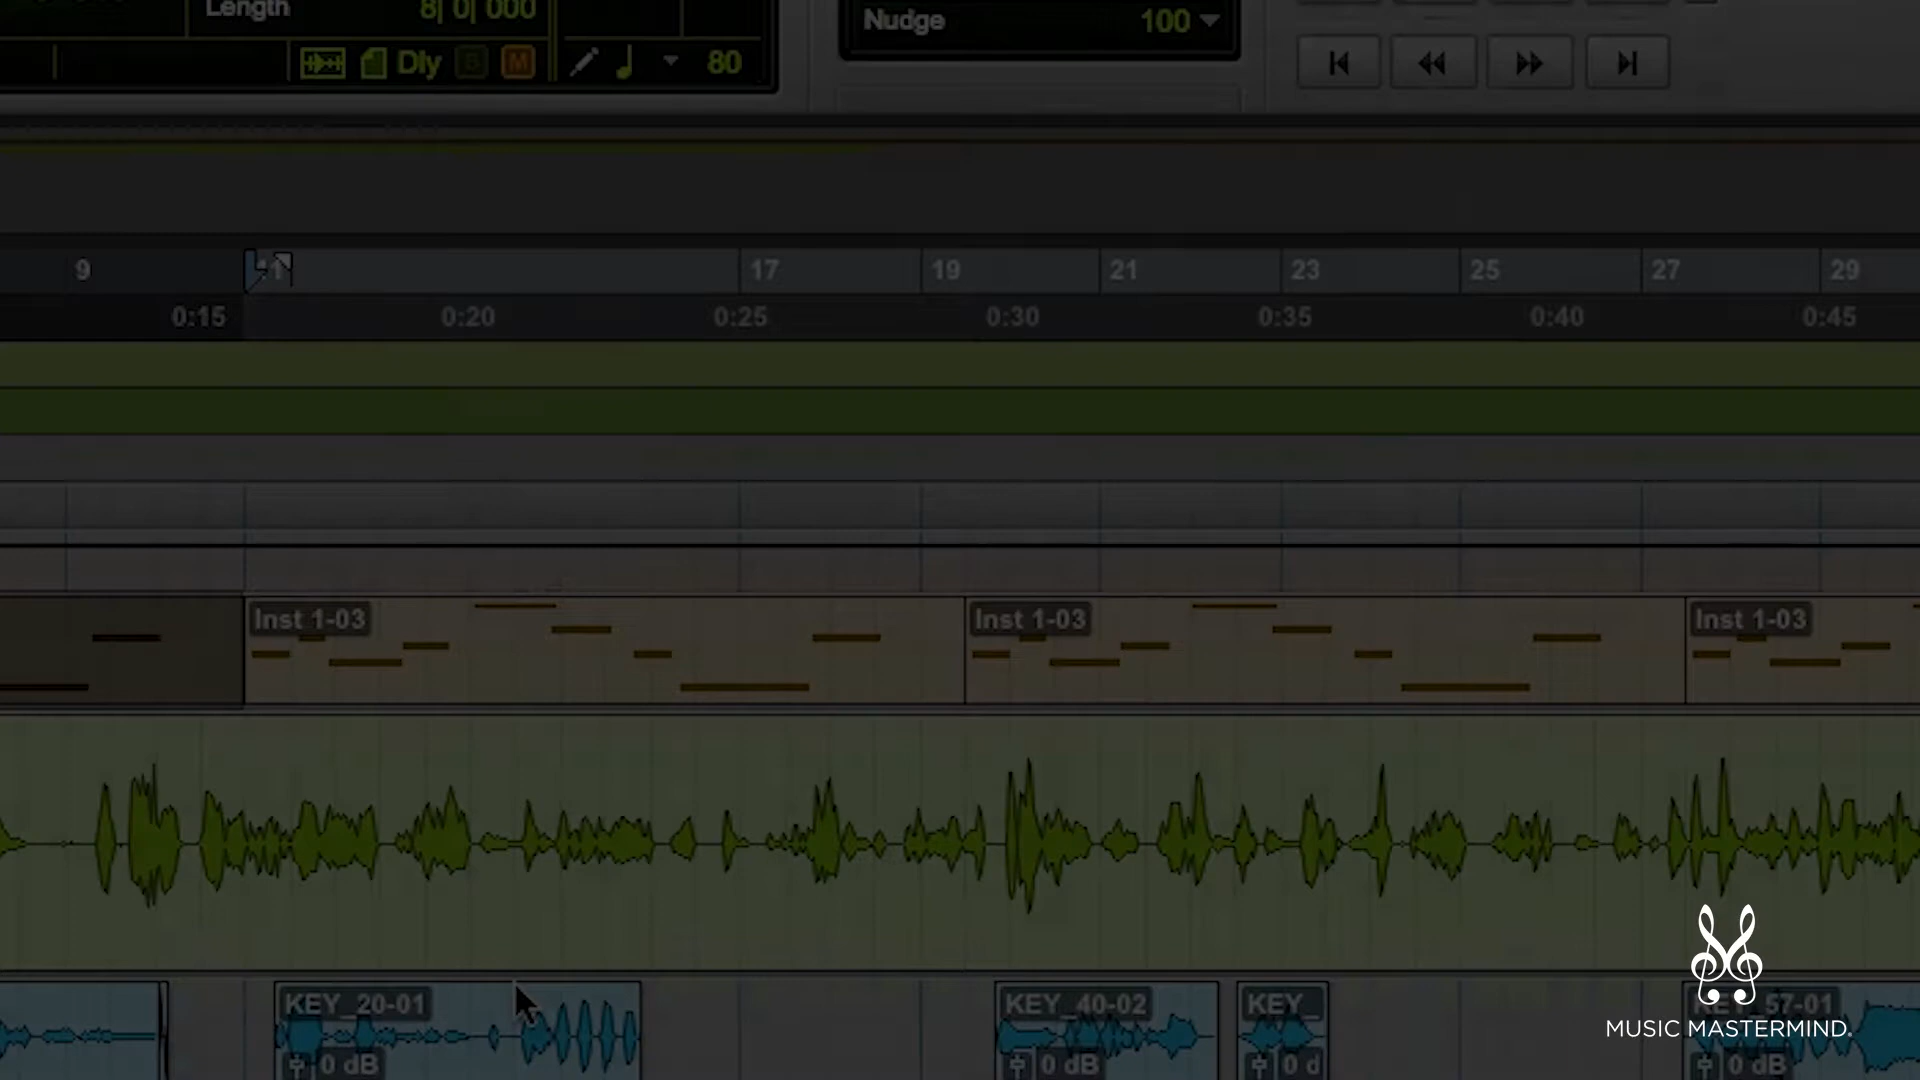 Length 8| 0| 000
Nudge 100
Dly S M 80
9 17 19 21 23 25 27 29
0:15 0:20 0:25 0:30 0:35 0:40 0:45
Inst 1-03 Inst 1-03 Inst 1-03
KEY_20-01 KEY_40-02 KEY_ KEY_57-01
0 dB 0 dB 0 d 0 dB
MUSIC MASTERMIND®